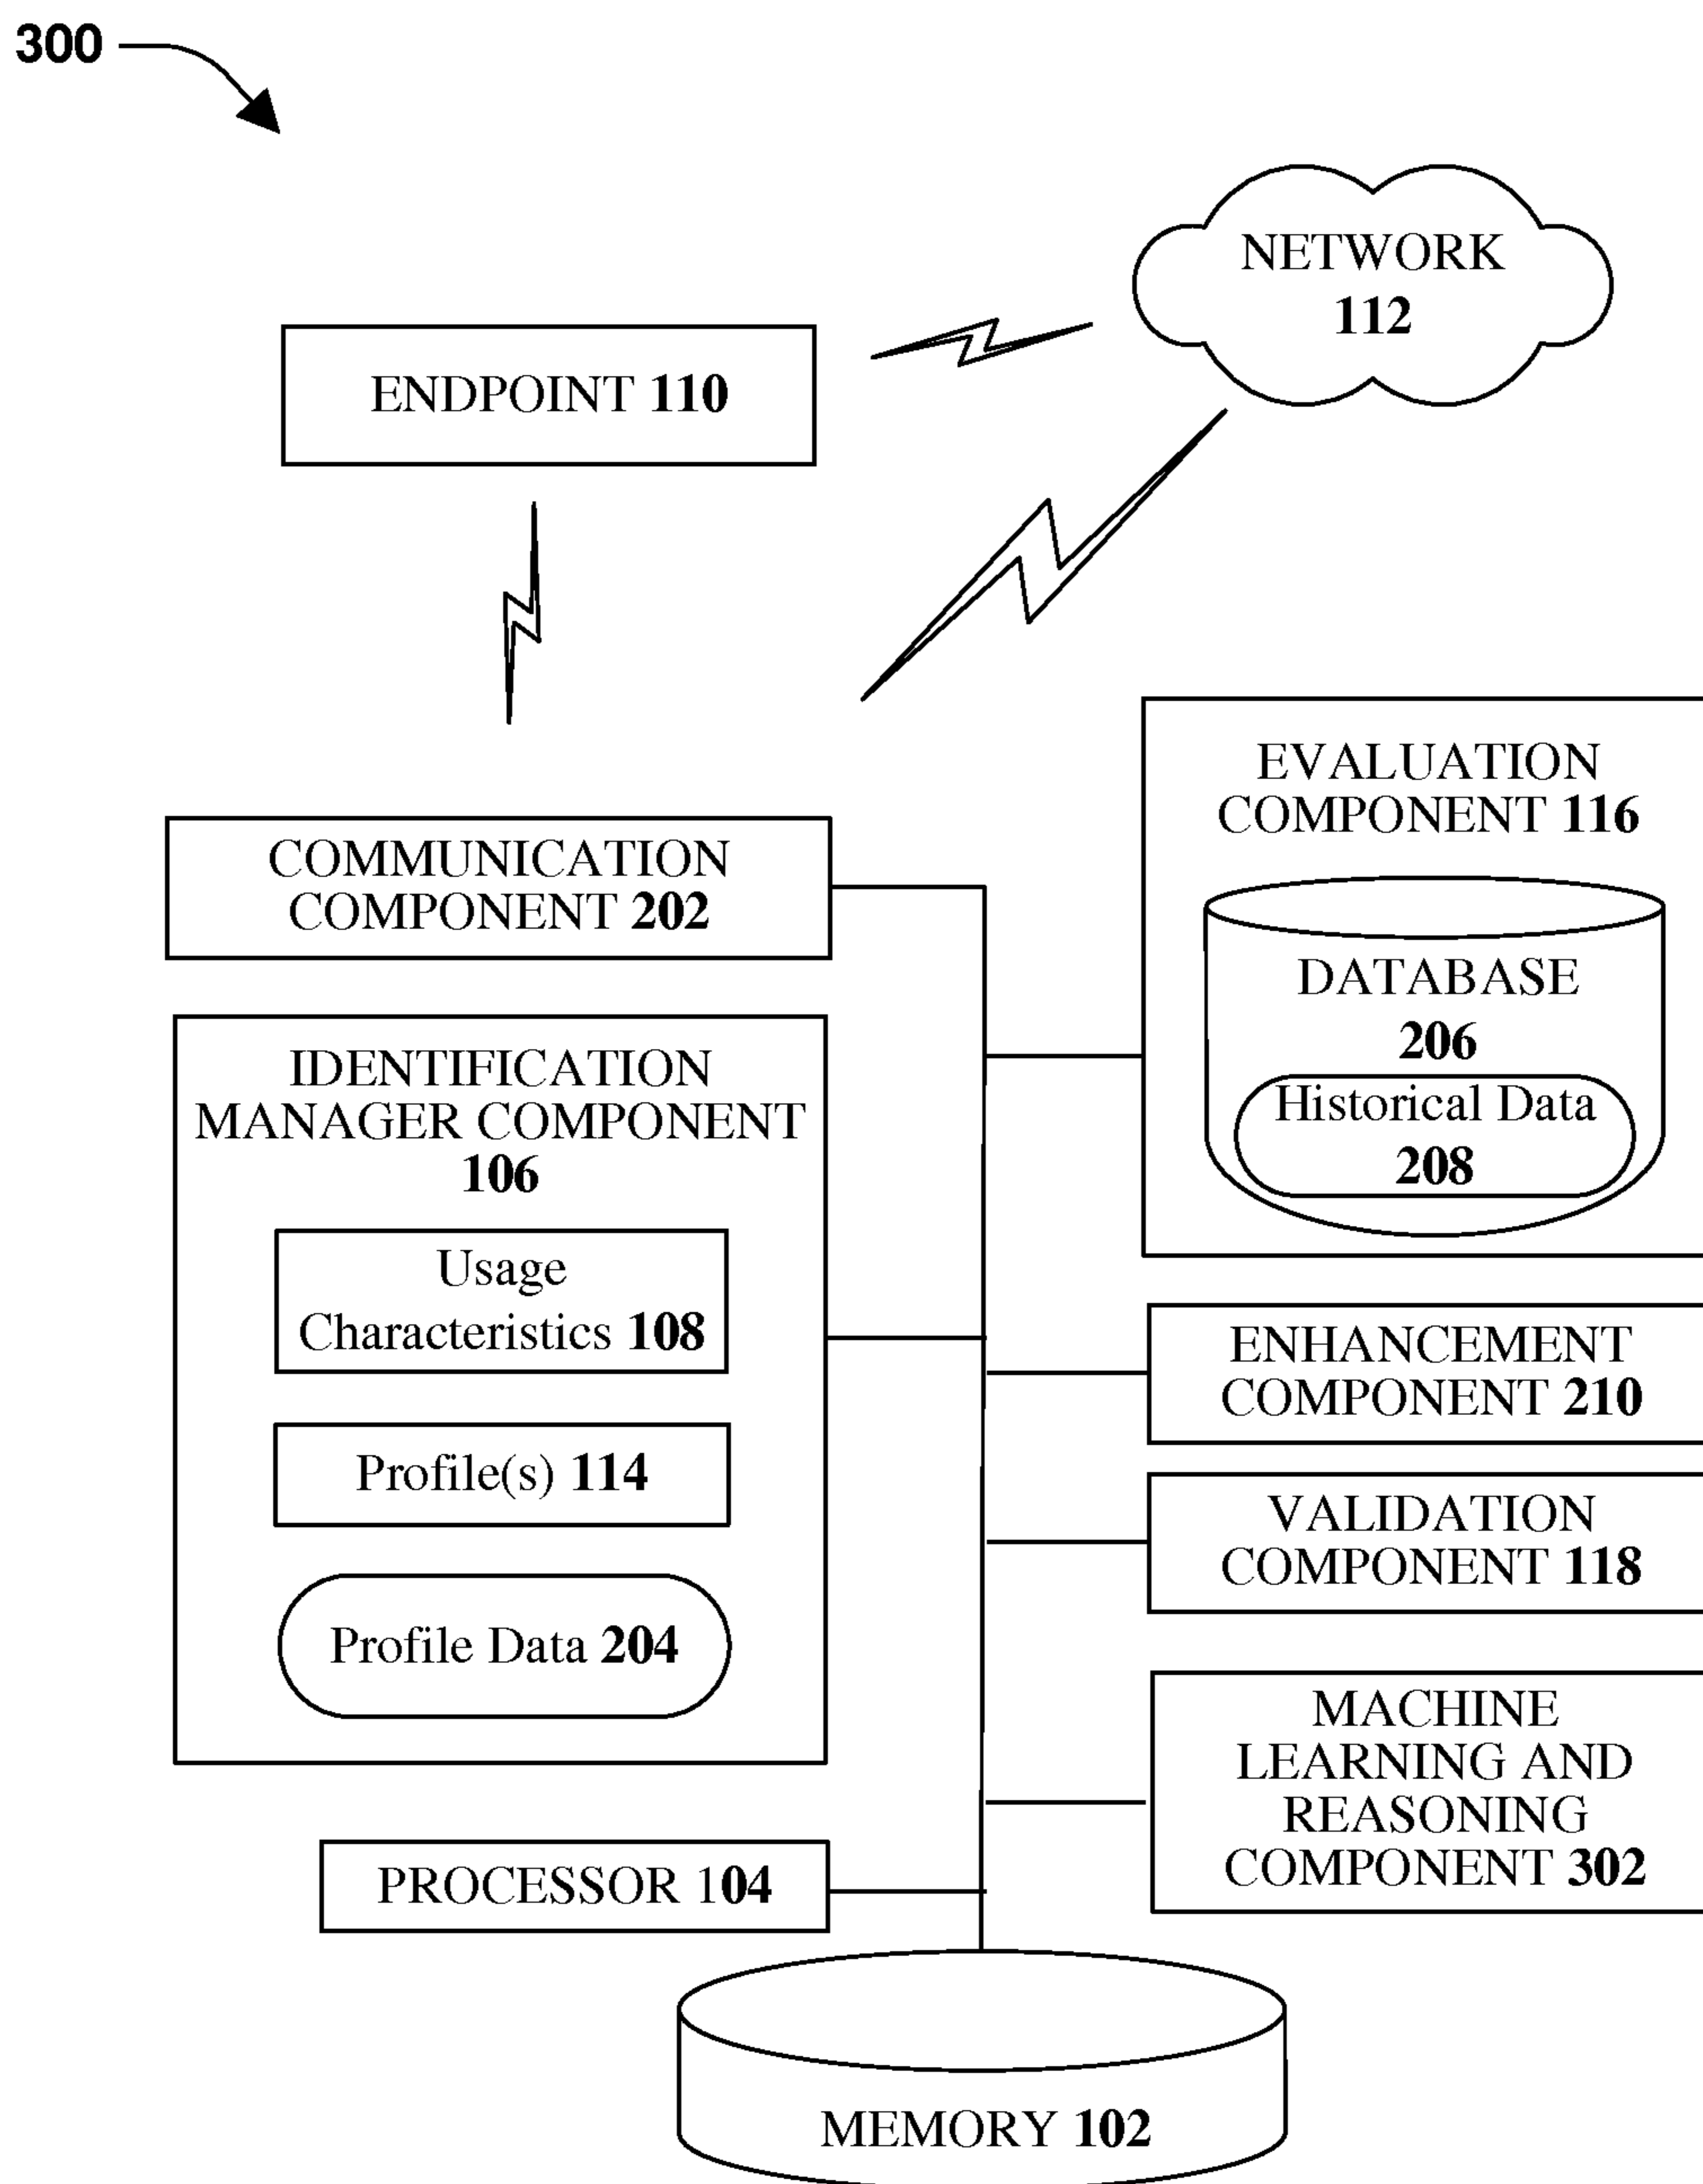 300
NETWORK
112
ENDPOINT 110
COMMUNICATION
COMPONENT 202
IDENTIFICATION
MANAGER COMPONENT
106
Usage
Characteristics 108
Profile(s) 114
Profile Data 204
PROCESSOR 104
EVALUATION
COMPONENT 116
DATABASE
206
Historical Data
208
ENHANCEMENT
COMPONENT 210
VALIDATION
COMPONENT 118
MACHINE
LEARNING AND
REASONING
COMPONENT 302
MEMORY 102